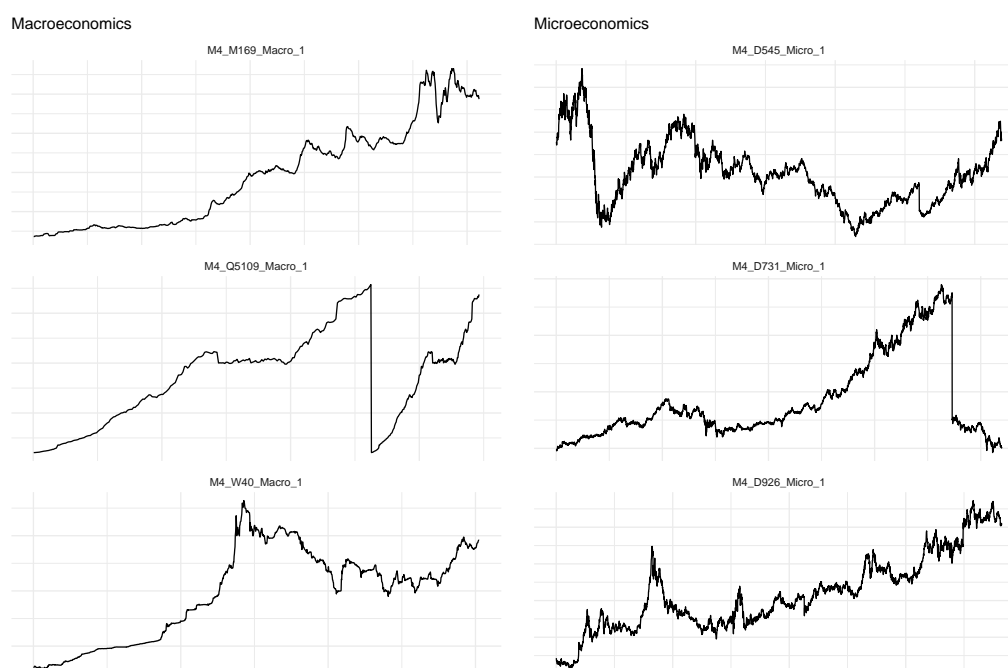 Macroeconomics
M4_M169_Macro_1
M4_Q5109_Macro_1
M4_W40_Macro_1
Microeconomics
M4_D545_Micro_1
M4_D731_Micro_1
M4_D926_Micro_1